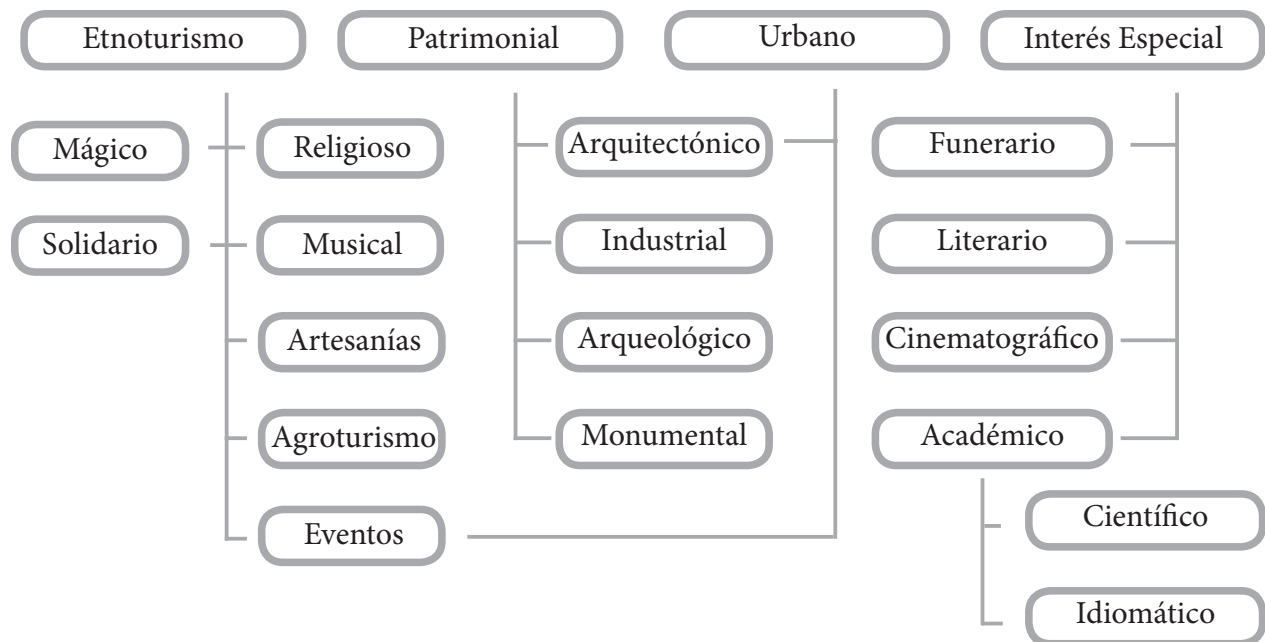 Etnoturismo
Patrimonial
Urbano
Interés Especial
Mágico
Religioso
Arquitectónico
Funerario
Solidario
Musical
Industrial
Literario
Artesanías
Arqueológico
Cinematográfico
Agroturismo
Monumental
Académico
Eventos
Científico
Idiomático